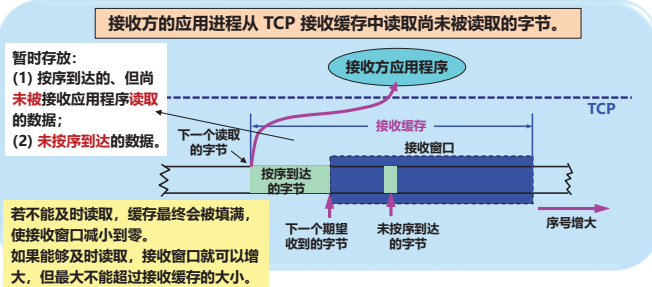 接收方的应用进程从 TCP 接收缓存中读取尚未被读取的字节。
暂时存放:
(1) 按序到达的、但尚
未被接收应用程序读取
的数据;
(2) 未按序到达的数据。
接收方应用程序
TCP
接收缓存
下一个读取
的字节
接收窗口
按序到达
的字节
下一个期望
收到的字节
未按序到达
的字节
序号增大
若不能及时读取，缓存最终会被填满，
使接收窗口减小到零。
如果能够及时读取，接收窗口就可以增
大，但最大不能超过接收缓存的大小。